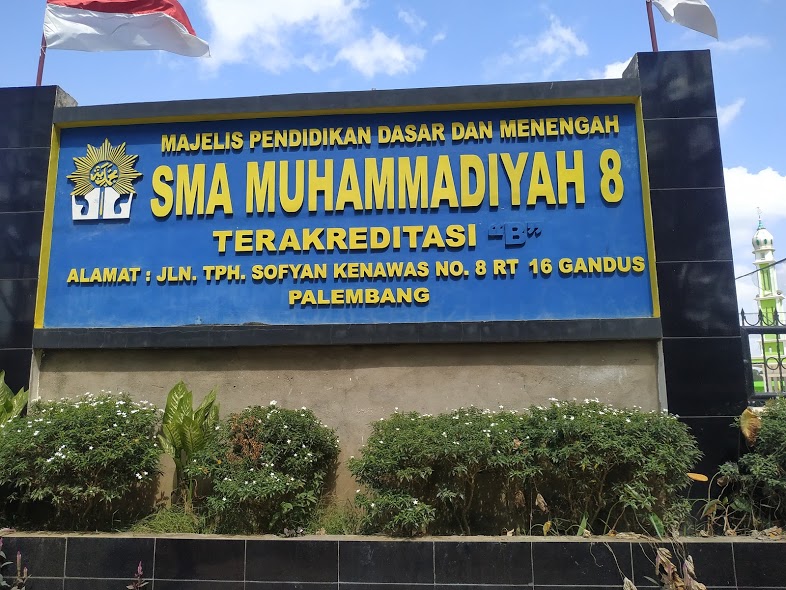 MAJELIS PENDIDIKAN DASAR DAN MENENGAH
SMA MUHAMMADIYAH 8
TERAKREDITASI "B"
ALAMAT : JLN. TPH. SOFYAN KENAWAS NO. 8 RT 16 GANDUS
PALEMBANG